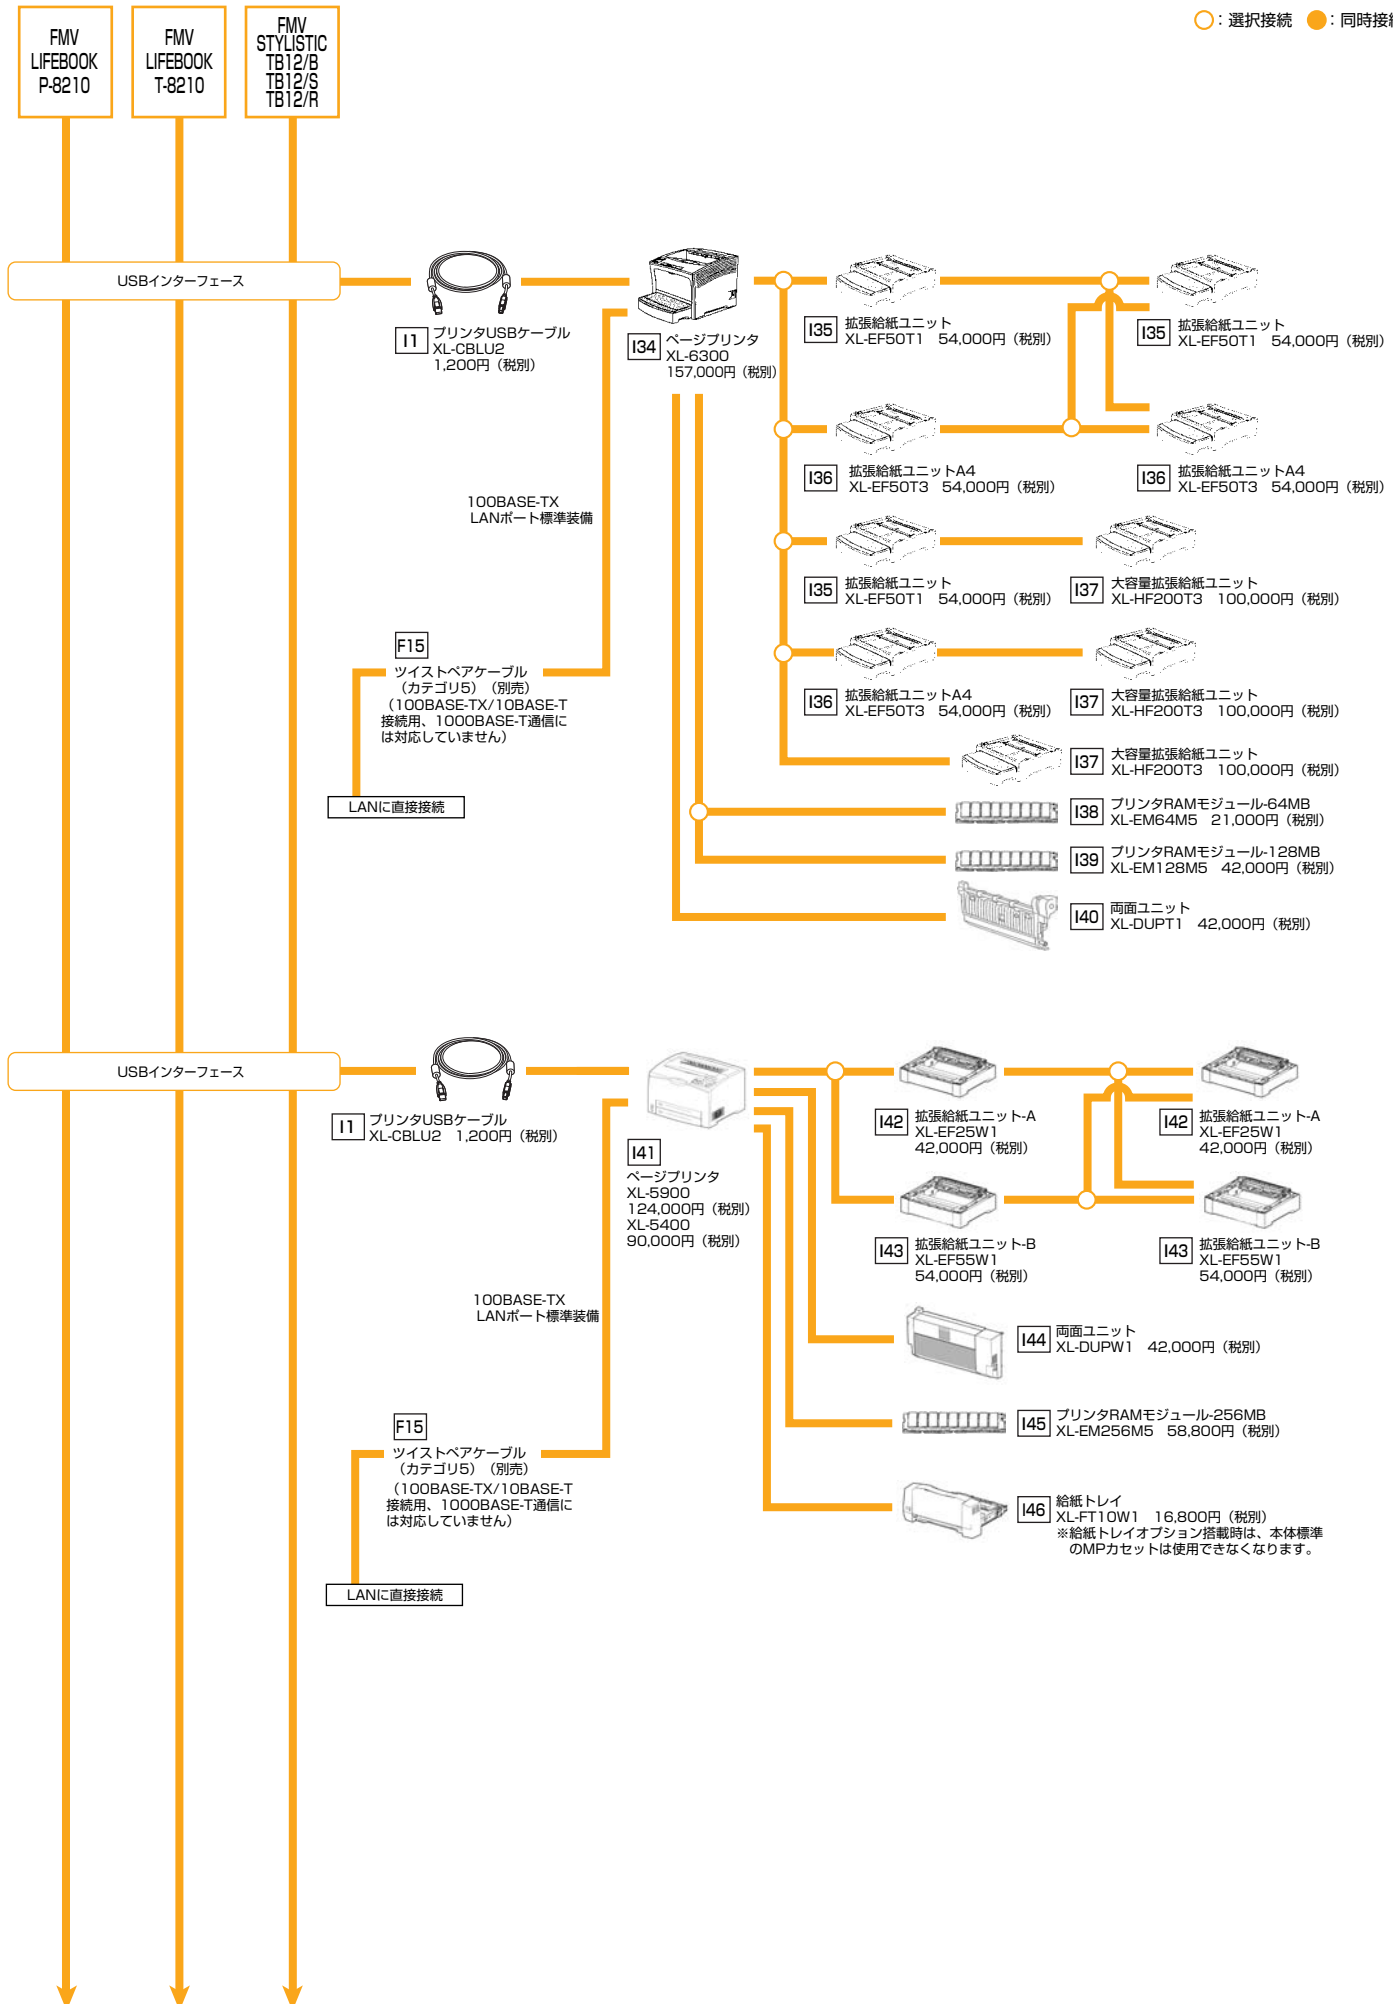 ○：選択接続　●：同時接続
FMV
LIFEBOOK
P-8210
FMV
LIFEBOOK
T-8210
FMV
STYLISTIC
TB12/B
TB12/S
TB12/R
USBインターフェース
I1 プリンタUSBケーブル
XL-CBLU2
1,200円（税別）
I34 ページプリンタ
XL-6300
157,000円（税別）
I35 拡張給紙ユニット
XL-EF50T1　54,000円（税別）
I35 拡張給紙ユニット
XL-EF50T1　54,000円（税別）
I36 拡張給紙ユニットA4
XL-EF50T3　54,000円（税別）
I36 拡張給紙ユニットA4
XL-EF50T3　54,000円（税別）
100BASE-TX
LANポート標準装備
I35 拡張給紙ユニット
XL-EF50T1　54,000円（税別）
I37 大容量拡張給紙ユニット
XL-HF200T3　100,000円（税別）
F15
ツイストペアケーブル
（カテゴリ5）（別売）
（100BASE-TX/10BASE-T
接続用、1000BASE-T通信に
は対応していません）
LANに直接接続
I36 拡張給紙ユニットA4
XL-EF50T3　54,000円（税別）
I37 大容量拡張給紙ユニット
XL-HF200T3　100,000円（税別）
I37 大容量拡張給紙ユニット
XL-HF200T3　100,000円（税別）
I38 プリンタRAMモジュール-64MB
XL-EM64M5　21,000円（税別）
I39 プリンタRAMモジュール-128MB
XL-EM128M5　42,000円（税別）
I40 両面ユニット
XL-DUPT1　42,000円（税別）
USBインターフェース
I1 プリンタUSBケーブル
XL-CBLU2　1,200円（税別）
I41
ページプリンタ
XL-5900
124,000円（税別）
XL-5400
90,000円（税別）
I42 拡張給紙ユニット-A
XL-EF25W1
42,000円（税別）
I42 拡張給紙ユニット-A
XL-EF25W1
42,000円（税別）
I43 拡張給紙ユニット-B
XL-EF55W1
54,000円（税別）
I43 拡張給紙ユニット-B
XL-EF55W1
54,000円（税別）
100BASE-TX
LANポート標準装備
I44 両面ユニット
XL-DUPW1　42,000円（税別）
I45 プリンタRAMモジュール-256MB
XL-EM256M5　58,800円（税別）
F15
ツイストペアケーブル
（カテゴリ5）（別売）
（100BASE-TX/10BASE-T
接続用、1000BASE-T通信に
は対応していません）
LANに直接接続
I46 給紙トレイ
XL-FT10W1　16,800円（税別）
※給紙トレイオプション搭載時は、本体標準
のMPカセットは使用できなくなります。